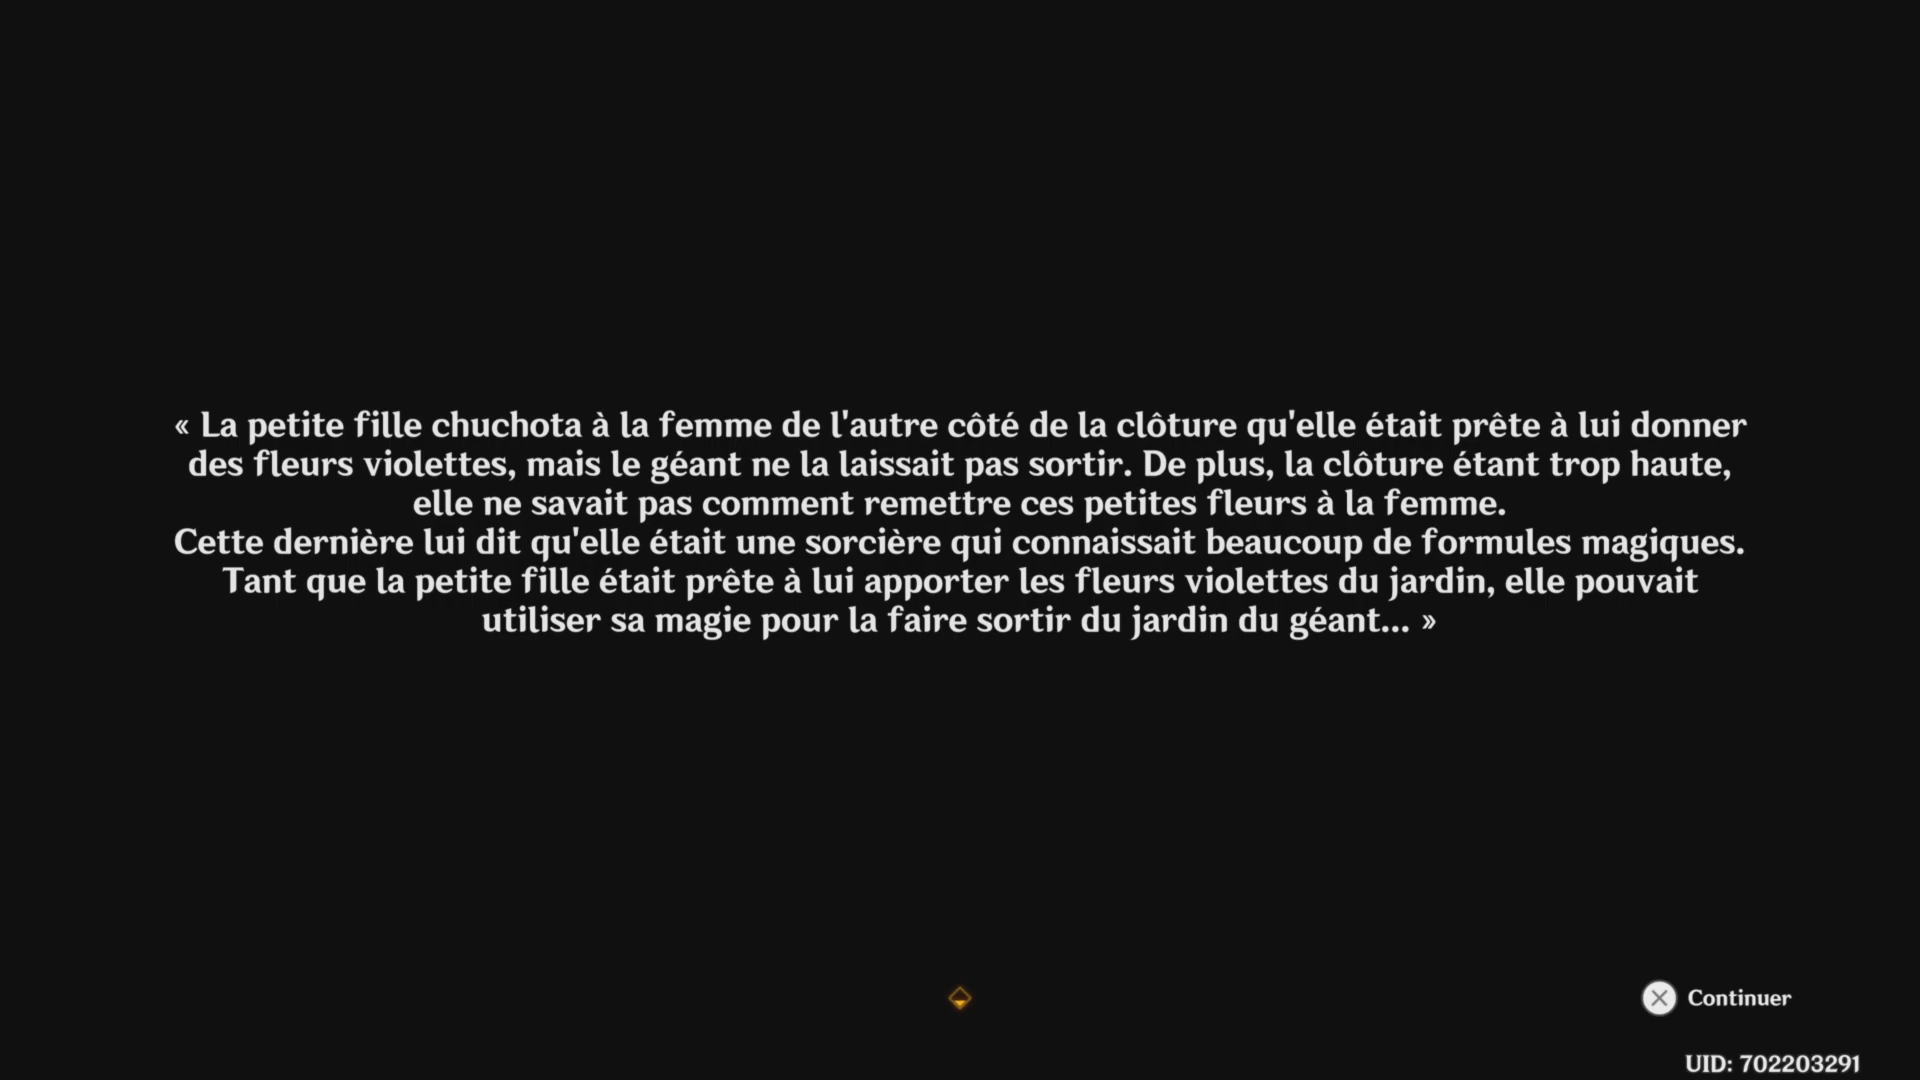 « La petite fille chuchota à la femme de l'autre côté de la clôture qu'elle était prête à lui donner
des fleurs violettes, mais le géant ne la laissait pas sortir. De plus, la clôture étant trop haute,
elle ne savait pas comment remettre ces petites fleurs à la femme.
Cette dernière lui dit qu'elle était une sorcière qui connaissait beaucoup de formules magiques.
Tant que la petite fille était prête à lui apporter les fleurs violettes du jardin, elle pouvait
utiliser sa magie pour la faire sortir du jardin du géant... »
Continuer
UID: 702203291